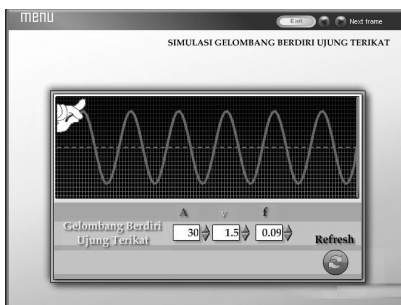 menu
Exit
Next frame
SIMULASI GELOMBANG BERDIRI UJUNG TERIKAT
A v f
Gelombang Berdiri
Ujung Terikat
30 1.5 0.09
Refresh